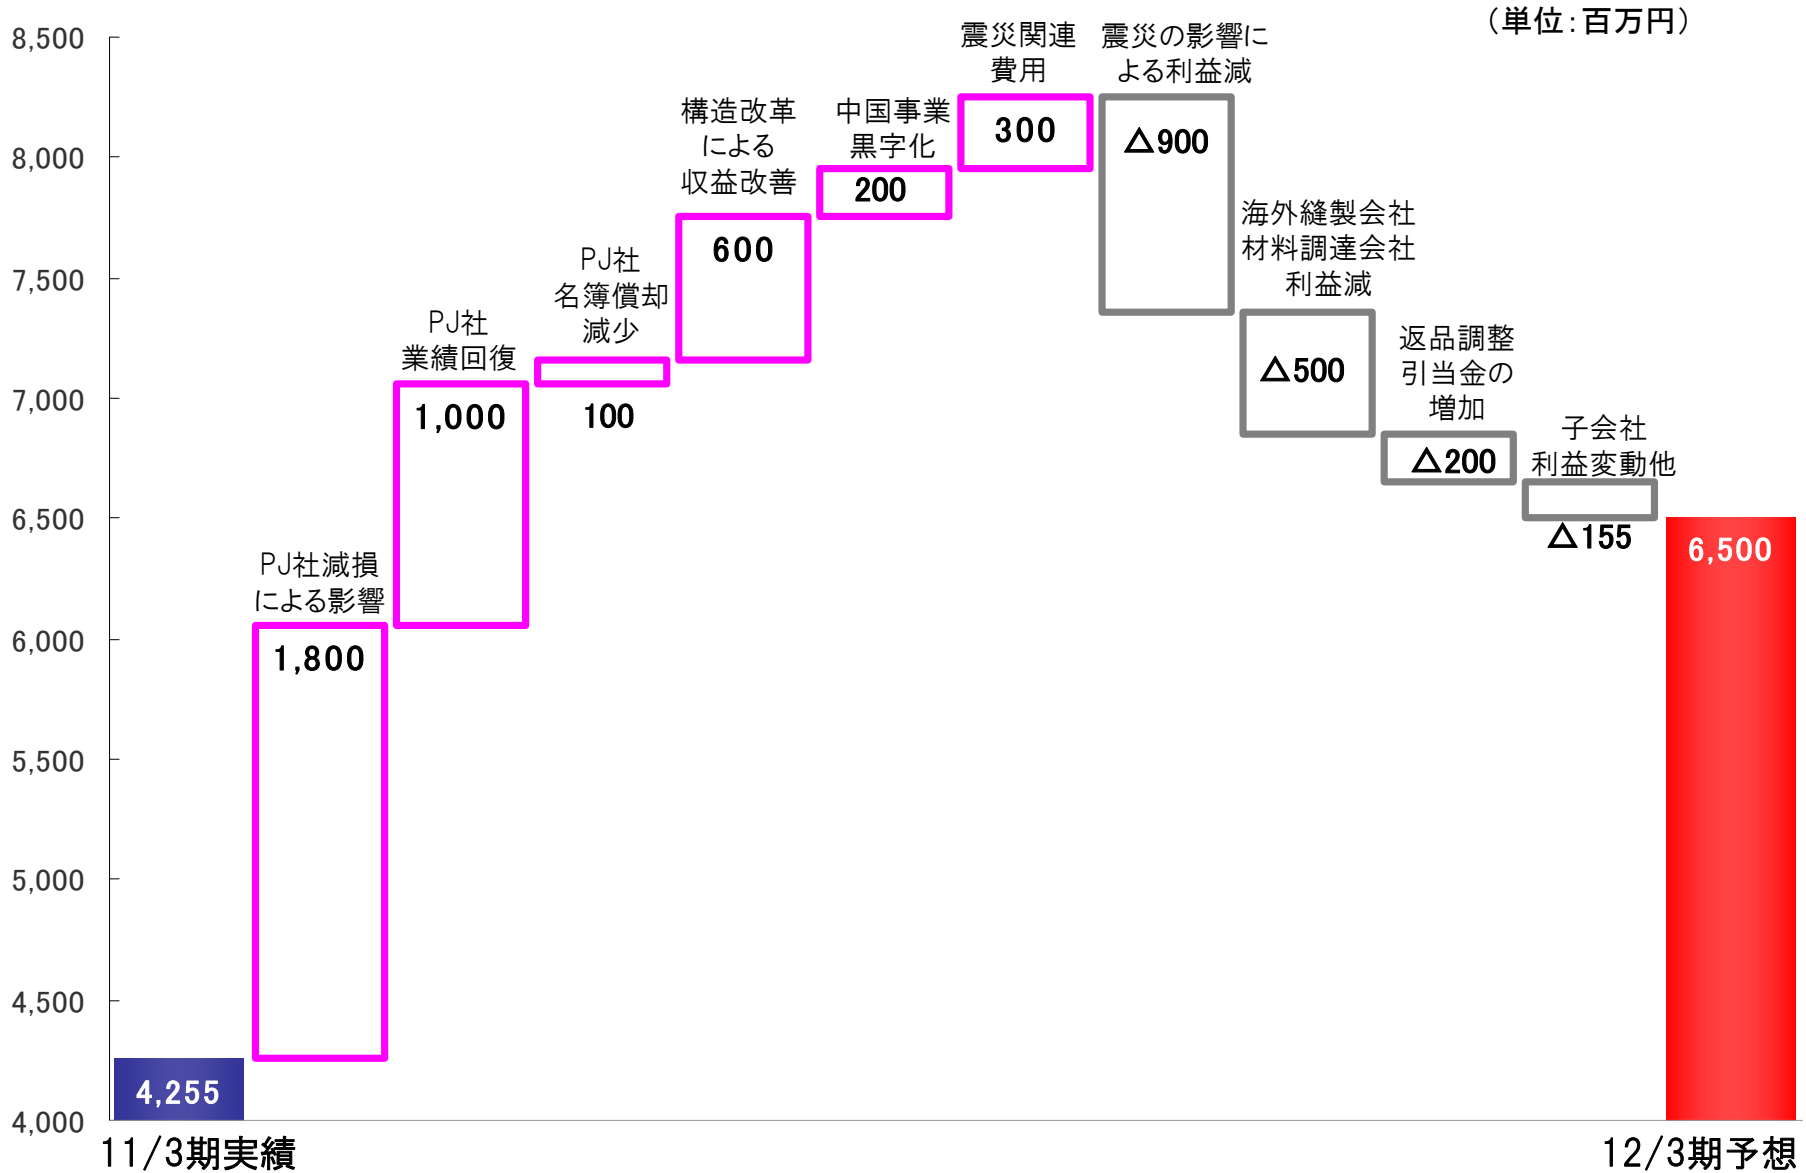 （単位：百万円）
8,500
8,000
7,500
7,000
6,500
6,000
5,500
5,000
4,500
4,000
4,255
PJ社減損
による影響
1,800
PJ社
業績回復
1,000
PJ社
名簿償却
減少
100
構造改革
による
収益改善
600
中国事業
黒字化
200
震災関連
費用
300
震災の影響に
よる利益減
△900
海外縫製会社
材料調達会社
利益減
△500
返品調整
引当金の
増加
△200
子会社
利益変動他
△155
6,500
11/3期実績
12/3期予想